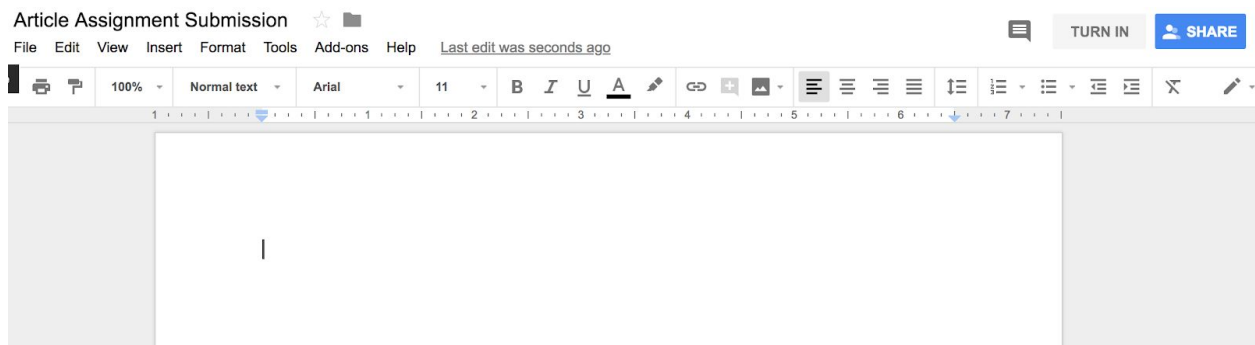 Article Assignment Submission
TURN IN
SHARE
File Edit View Insert Format Tools Add-ons Help Last edit was seconds ago
100% Normal text Arial 11 B I U A
1 1 2 3 4 5 6 7